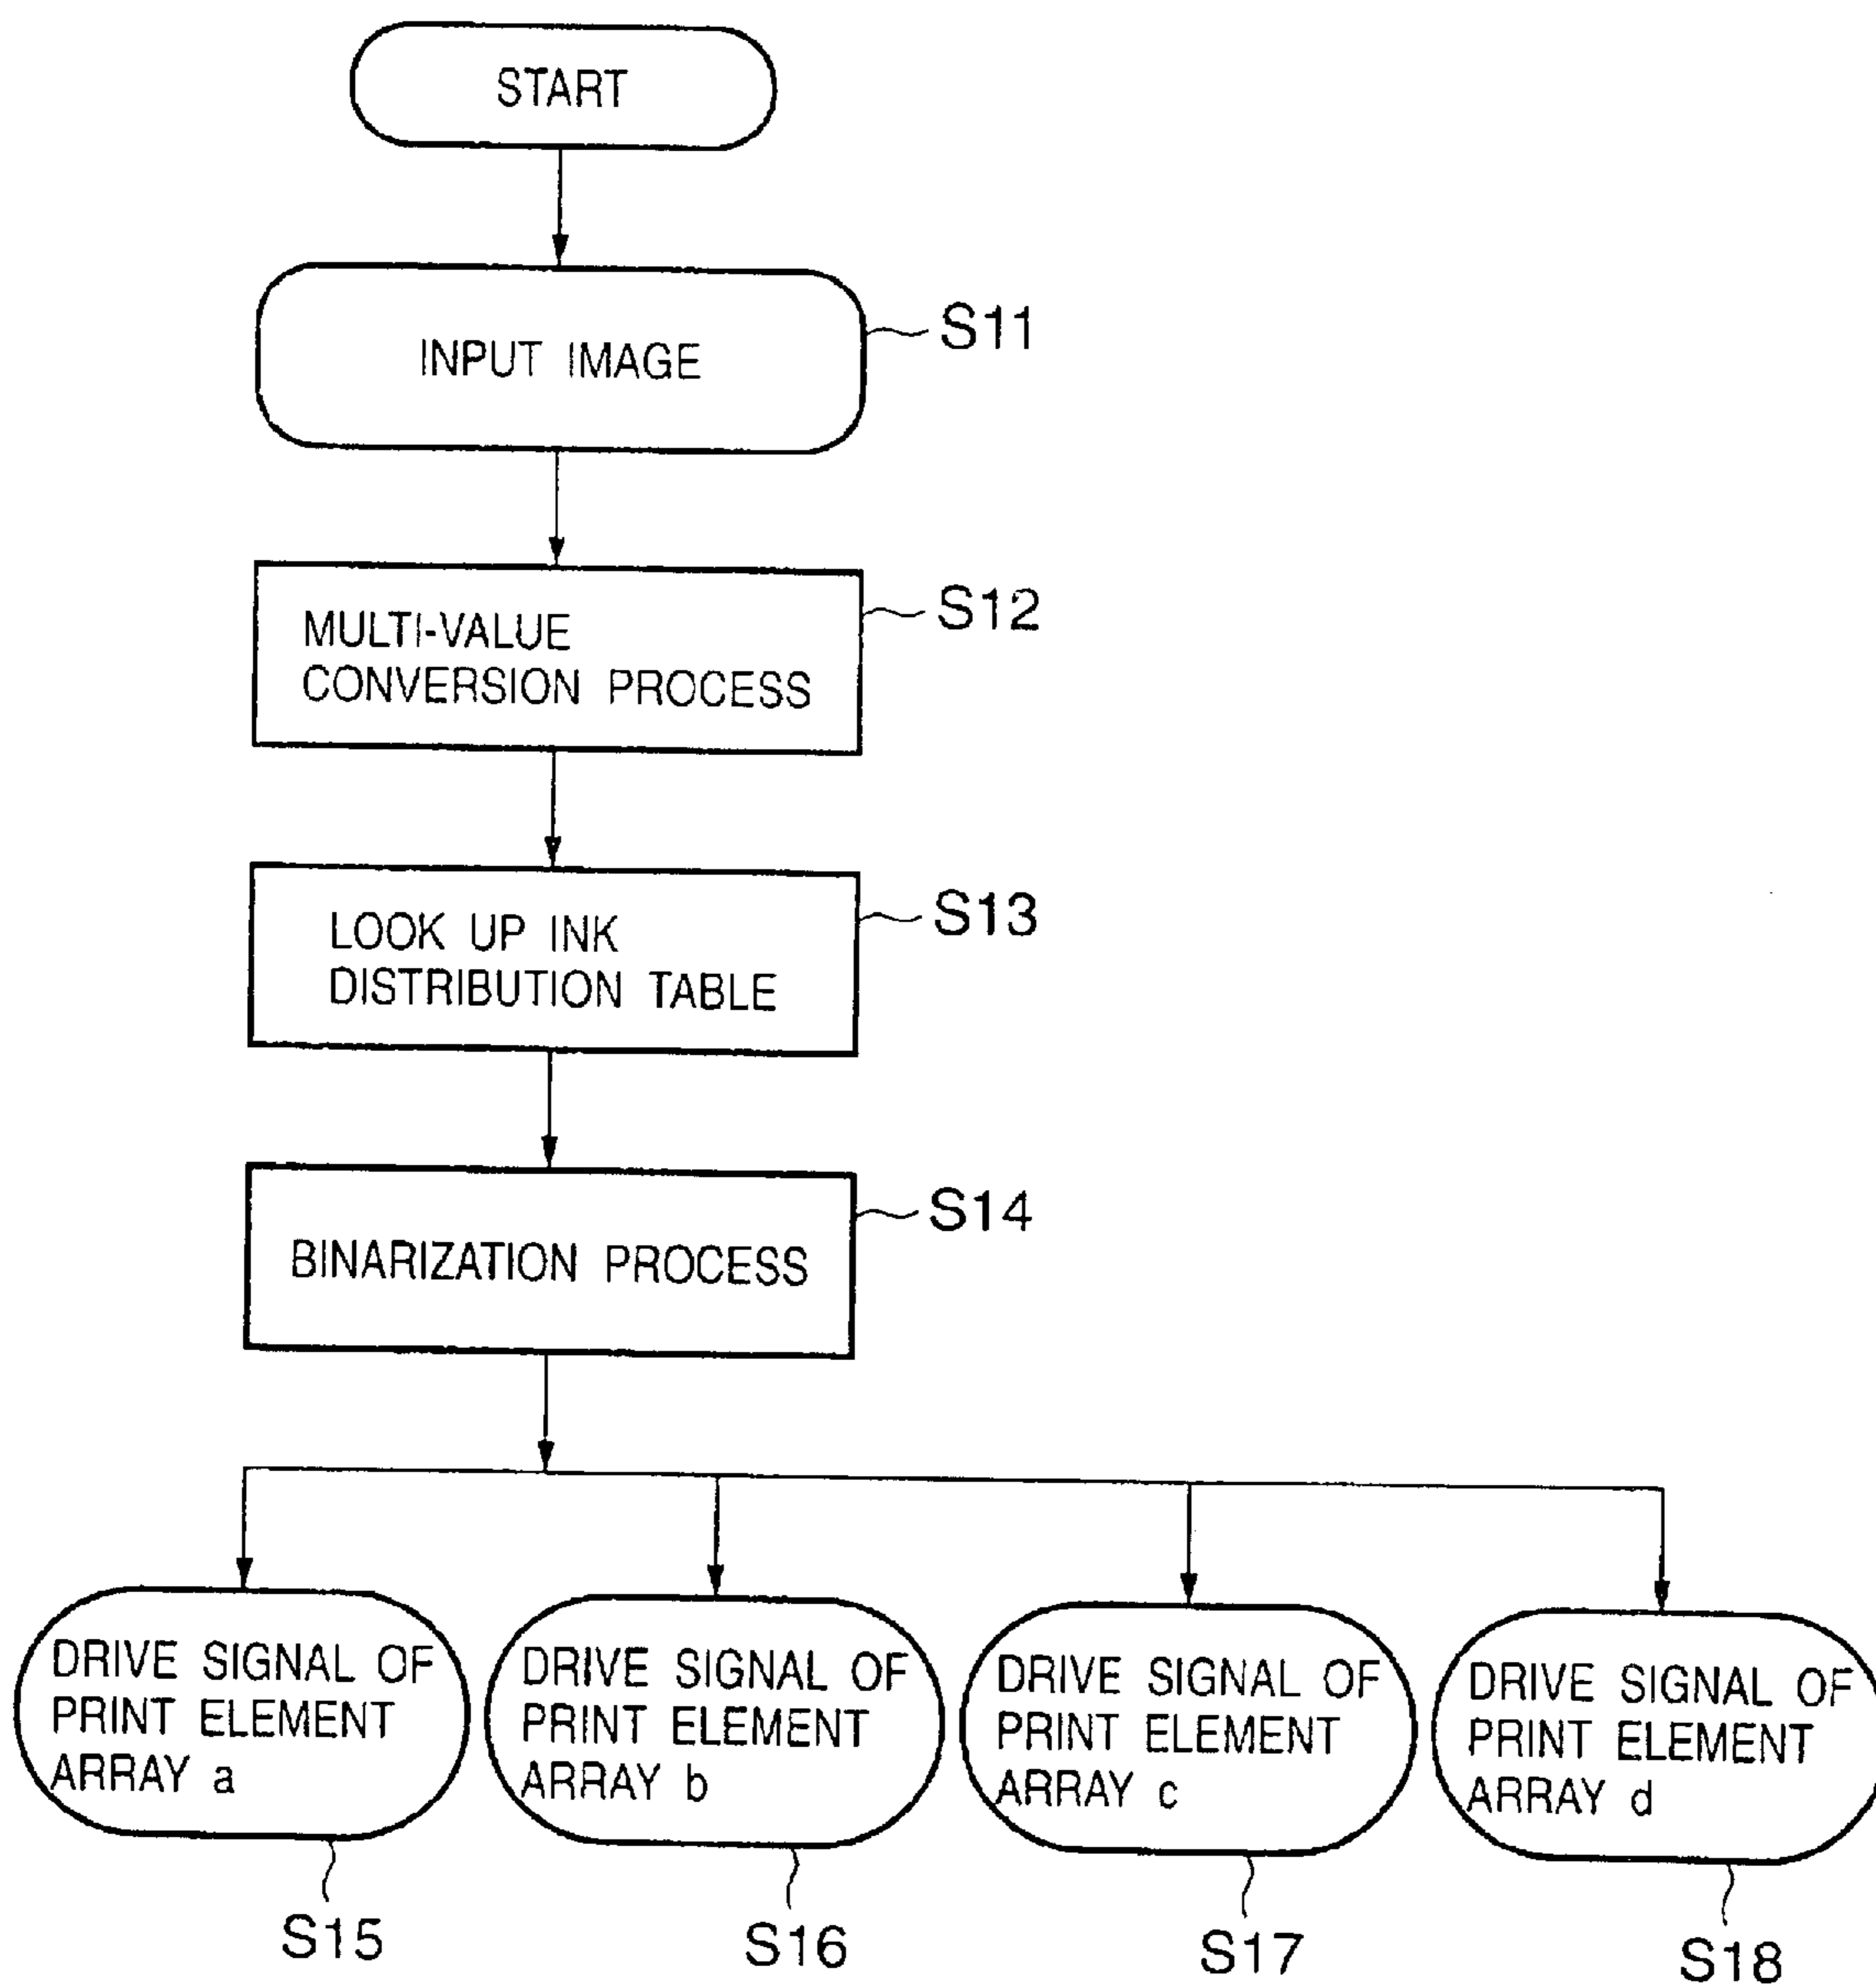 START
INPUT IMAGE
S11
MULTI-VALUE
CONVERSION PROCESS
S12
LOOK UP INK
DISTRIBUTION TABLE
S13
BINARIZATION PROCESS
S14
DRIVE SIGNAL OF
PRINT ELEMENT
ARRAY a
S15
DRIVE SIGNAL OF
PRINT ELEMENT
ARRAY b
S16
DRIVE SIGNAL OF
PRINT ELEMENT
ARRAY c
S17
DRIVE SIGNAL OF
PRINT ELEMENT
ARRAY d
S18